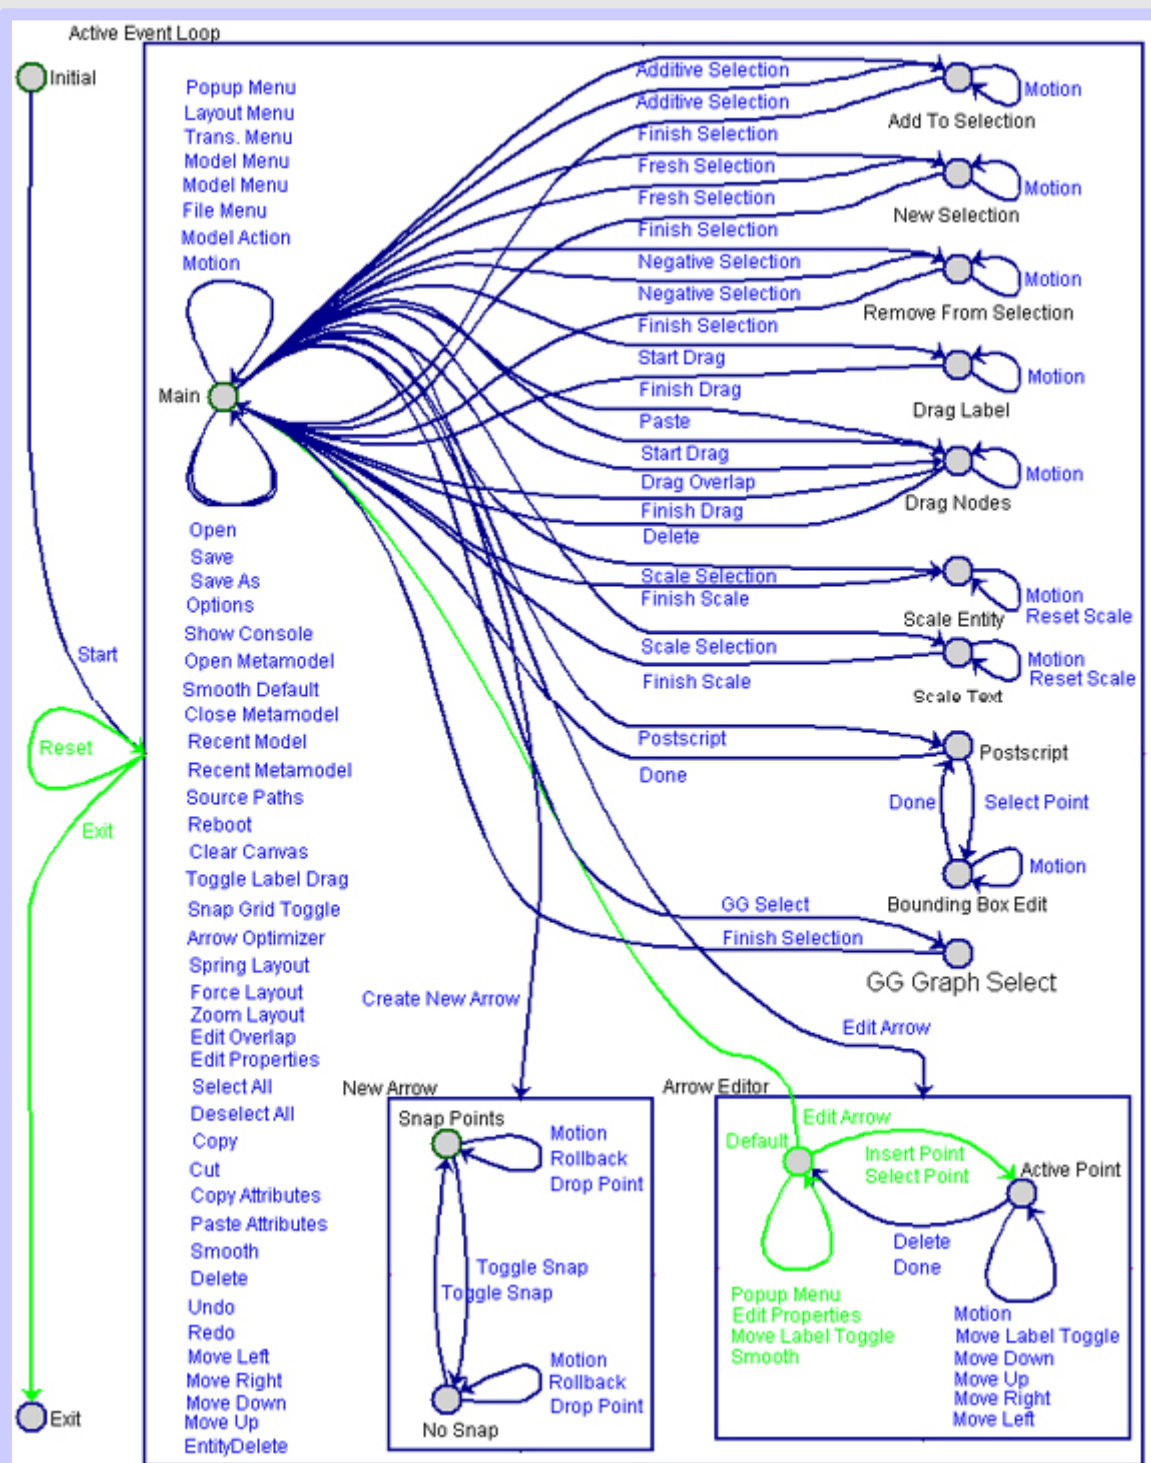 Active Event Loop
Initial
Popup Menu
Layout Menu
Trans. Menu
Model Menu
Model Menu
File Menu
Model Action
Motion
Main
Open
Save
Save As
Options
Show Console
Open Metamodel
Smooth Default
Close Metamodel
Recent Model
Recent Metamodel
Source Paths
Reboot
Clear Canvas
Toggle Label Drag
Snap Grid Toggle
Arrow Optimizer
Spring Layout
Force Layout
Zoom Layout
Edit Overlap
Edit Properties
Select All
Deselect All
Copy
Cut
Copy Attributes
Paste Attributes
Smooth
Delete
Undo
Redo
Move Left
Move Right
Move Down
Move Up
EntityDelete
Start
Reset
Exit
Exit
Additive Selection
Additive Selection
Finish Selection
Fresh Selection
Fresh Selection
Finish Selection
Negative Selection
Negative Selection
Finish Selection
Start Drag
Finish Drag
Paste
Start Drag
Drag Overlap
Finish Drag
Delete
Scale Selection
Finish Scale
Scale Selection
Finish Scale
Postscript
Done
GG Select
Finish Selection
Motion
Add To Selection
Motion
New Selection
Motion
Remove From Selection
Motion
Drag Label
Motion
Drag Nodes
Motion
Reset Scale
Scale Entity
Motion
Reset Scale
Scale Text
Postscript
Done
Select Point
Motion
Bounding Box Edit
GG Graph Select
Create New Arrow
Edit Arrow
New Arrow
Snap Points
Motion
Rollback
Drop Point
Toggle Snap
Toggle Snap
Motion
Rollback
Drop Point
No Snap
Arrow Editor
Edit Arrow
Default
Insert Point
Select Point
Active Point
Delete
Done
Popup Menu
Edit Properties
Move Label Toggle
Smooth
Motion
Move Label Toggle
Move Down
Move Up
Move Right
Move Left